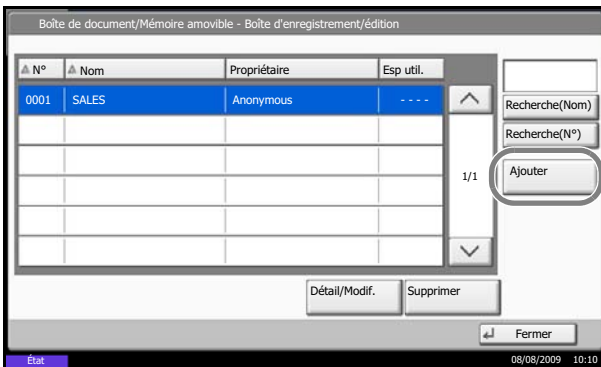 Boîte de document/Mémoire amovible - Boîte d'enregistrement/édition
N° Nom Propriétaire Esp util.
0001 SALES Anonymous - - - -
Recherche(Nom)
Recherche(N°)
1/1
Ajouter
Détail/Modif. Supprimer
Fermer
État 08/08/2009 10:10